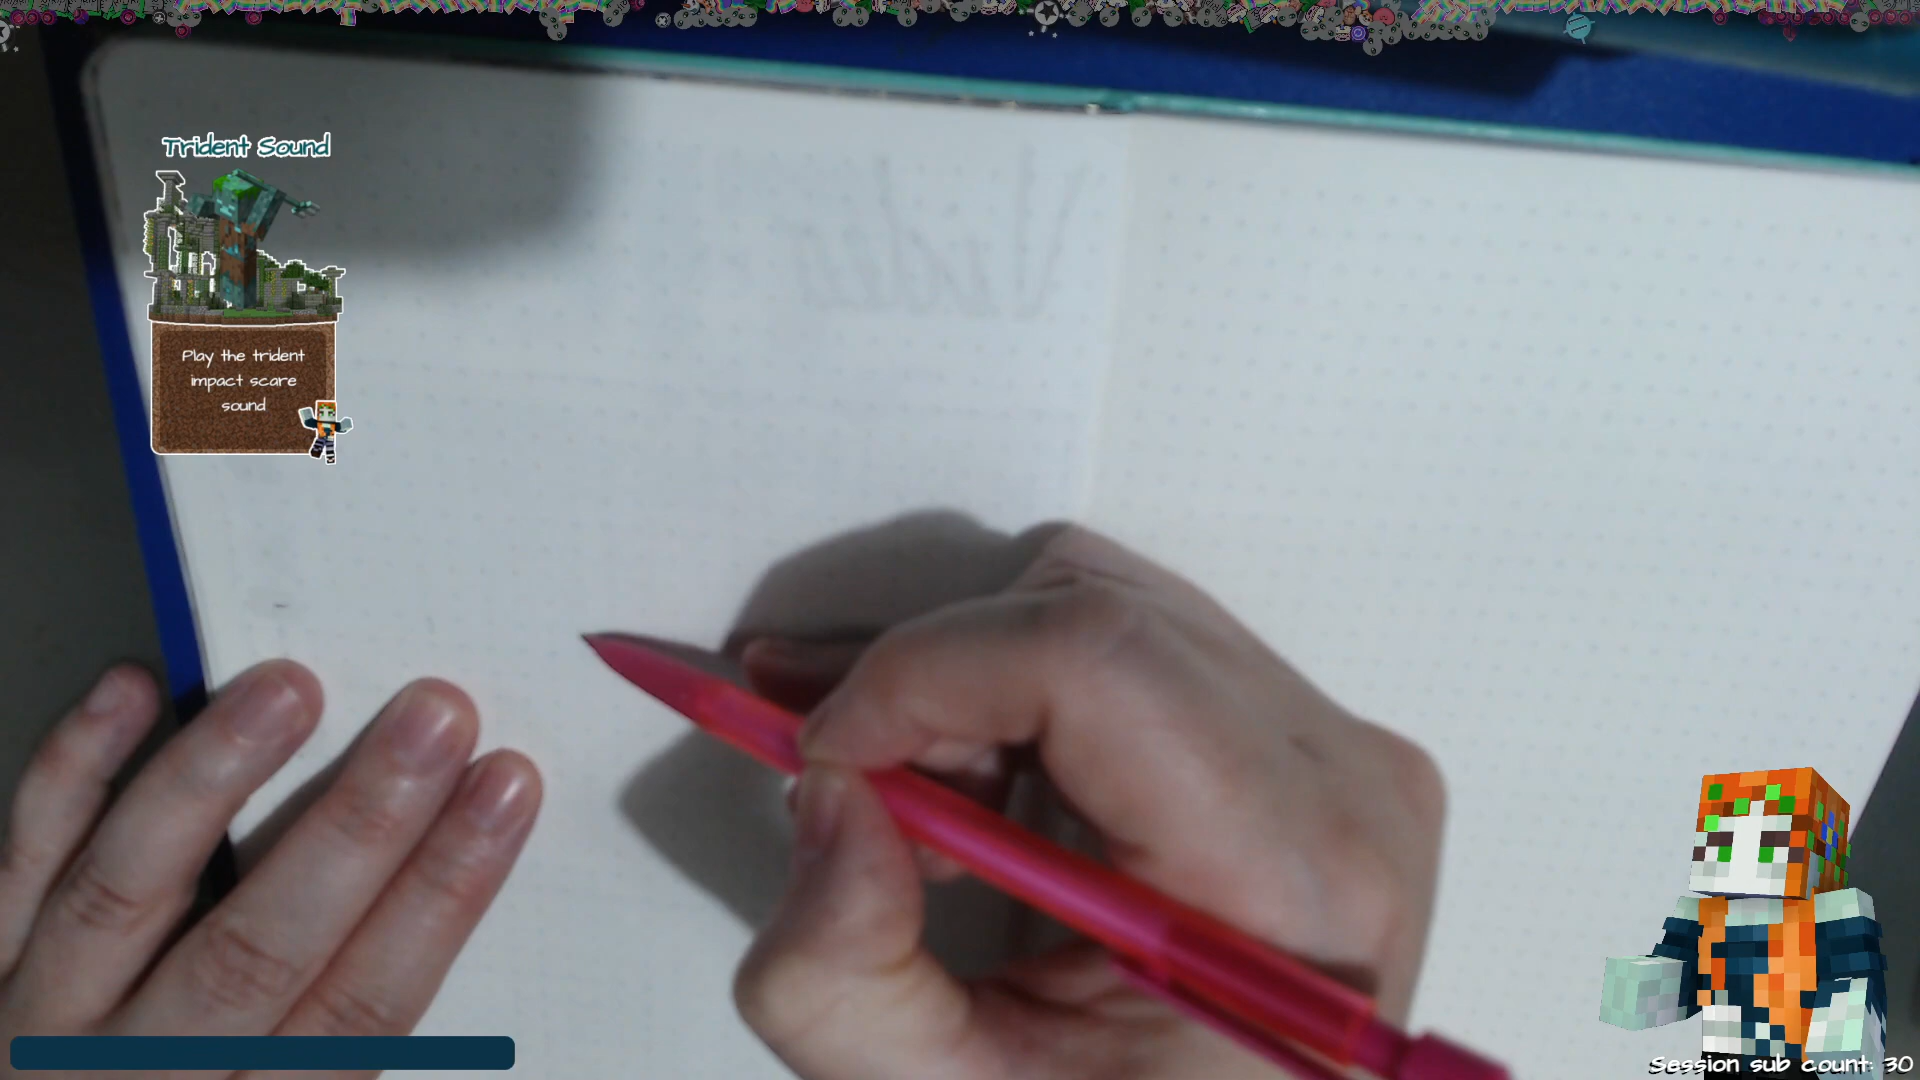 Trident Sound
Play the trident
impact scare
sound
Session sub count: 30